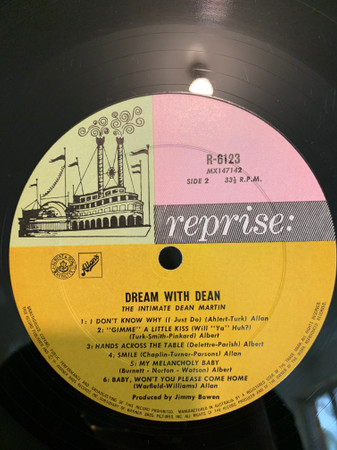 R-6123
MX147142
SIDE 2 33⅓ R.P.M.
reprise:
DREAM WITH DEAN
THE INTIMATE DEAN MARTIN
1: I DON'T KNOW WHY (I Just Do) (Ahlert-Turk) Allan
2: "GIMME" A LITTLE KISS (Will "Ya" Huh?)
(Turk-Smith-Pinkard) Albert
3: HANDS ACROSS THE TABLE (Delettre-Parish) Albert
4: SMILE (Chaplin-Turner-Parsons) Allan
5: MY MELANCHOLY BABY
(Burnett - Norton - Watson) Albert
6: BABY, WON'T YOU PLEASE COME HOME
(Warfield-Williams) Allan
Produced by Jimmy Bowen